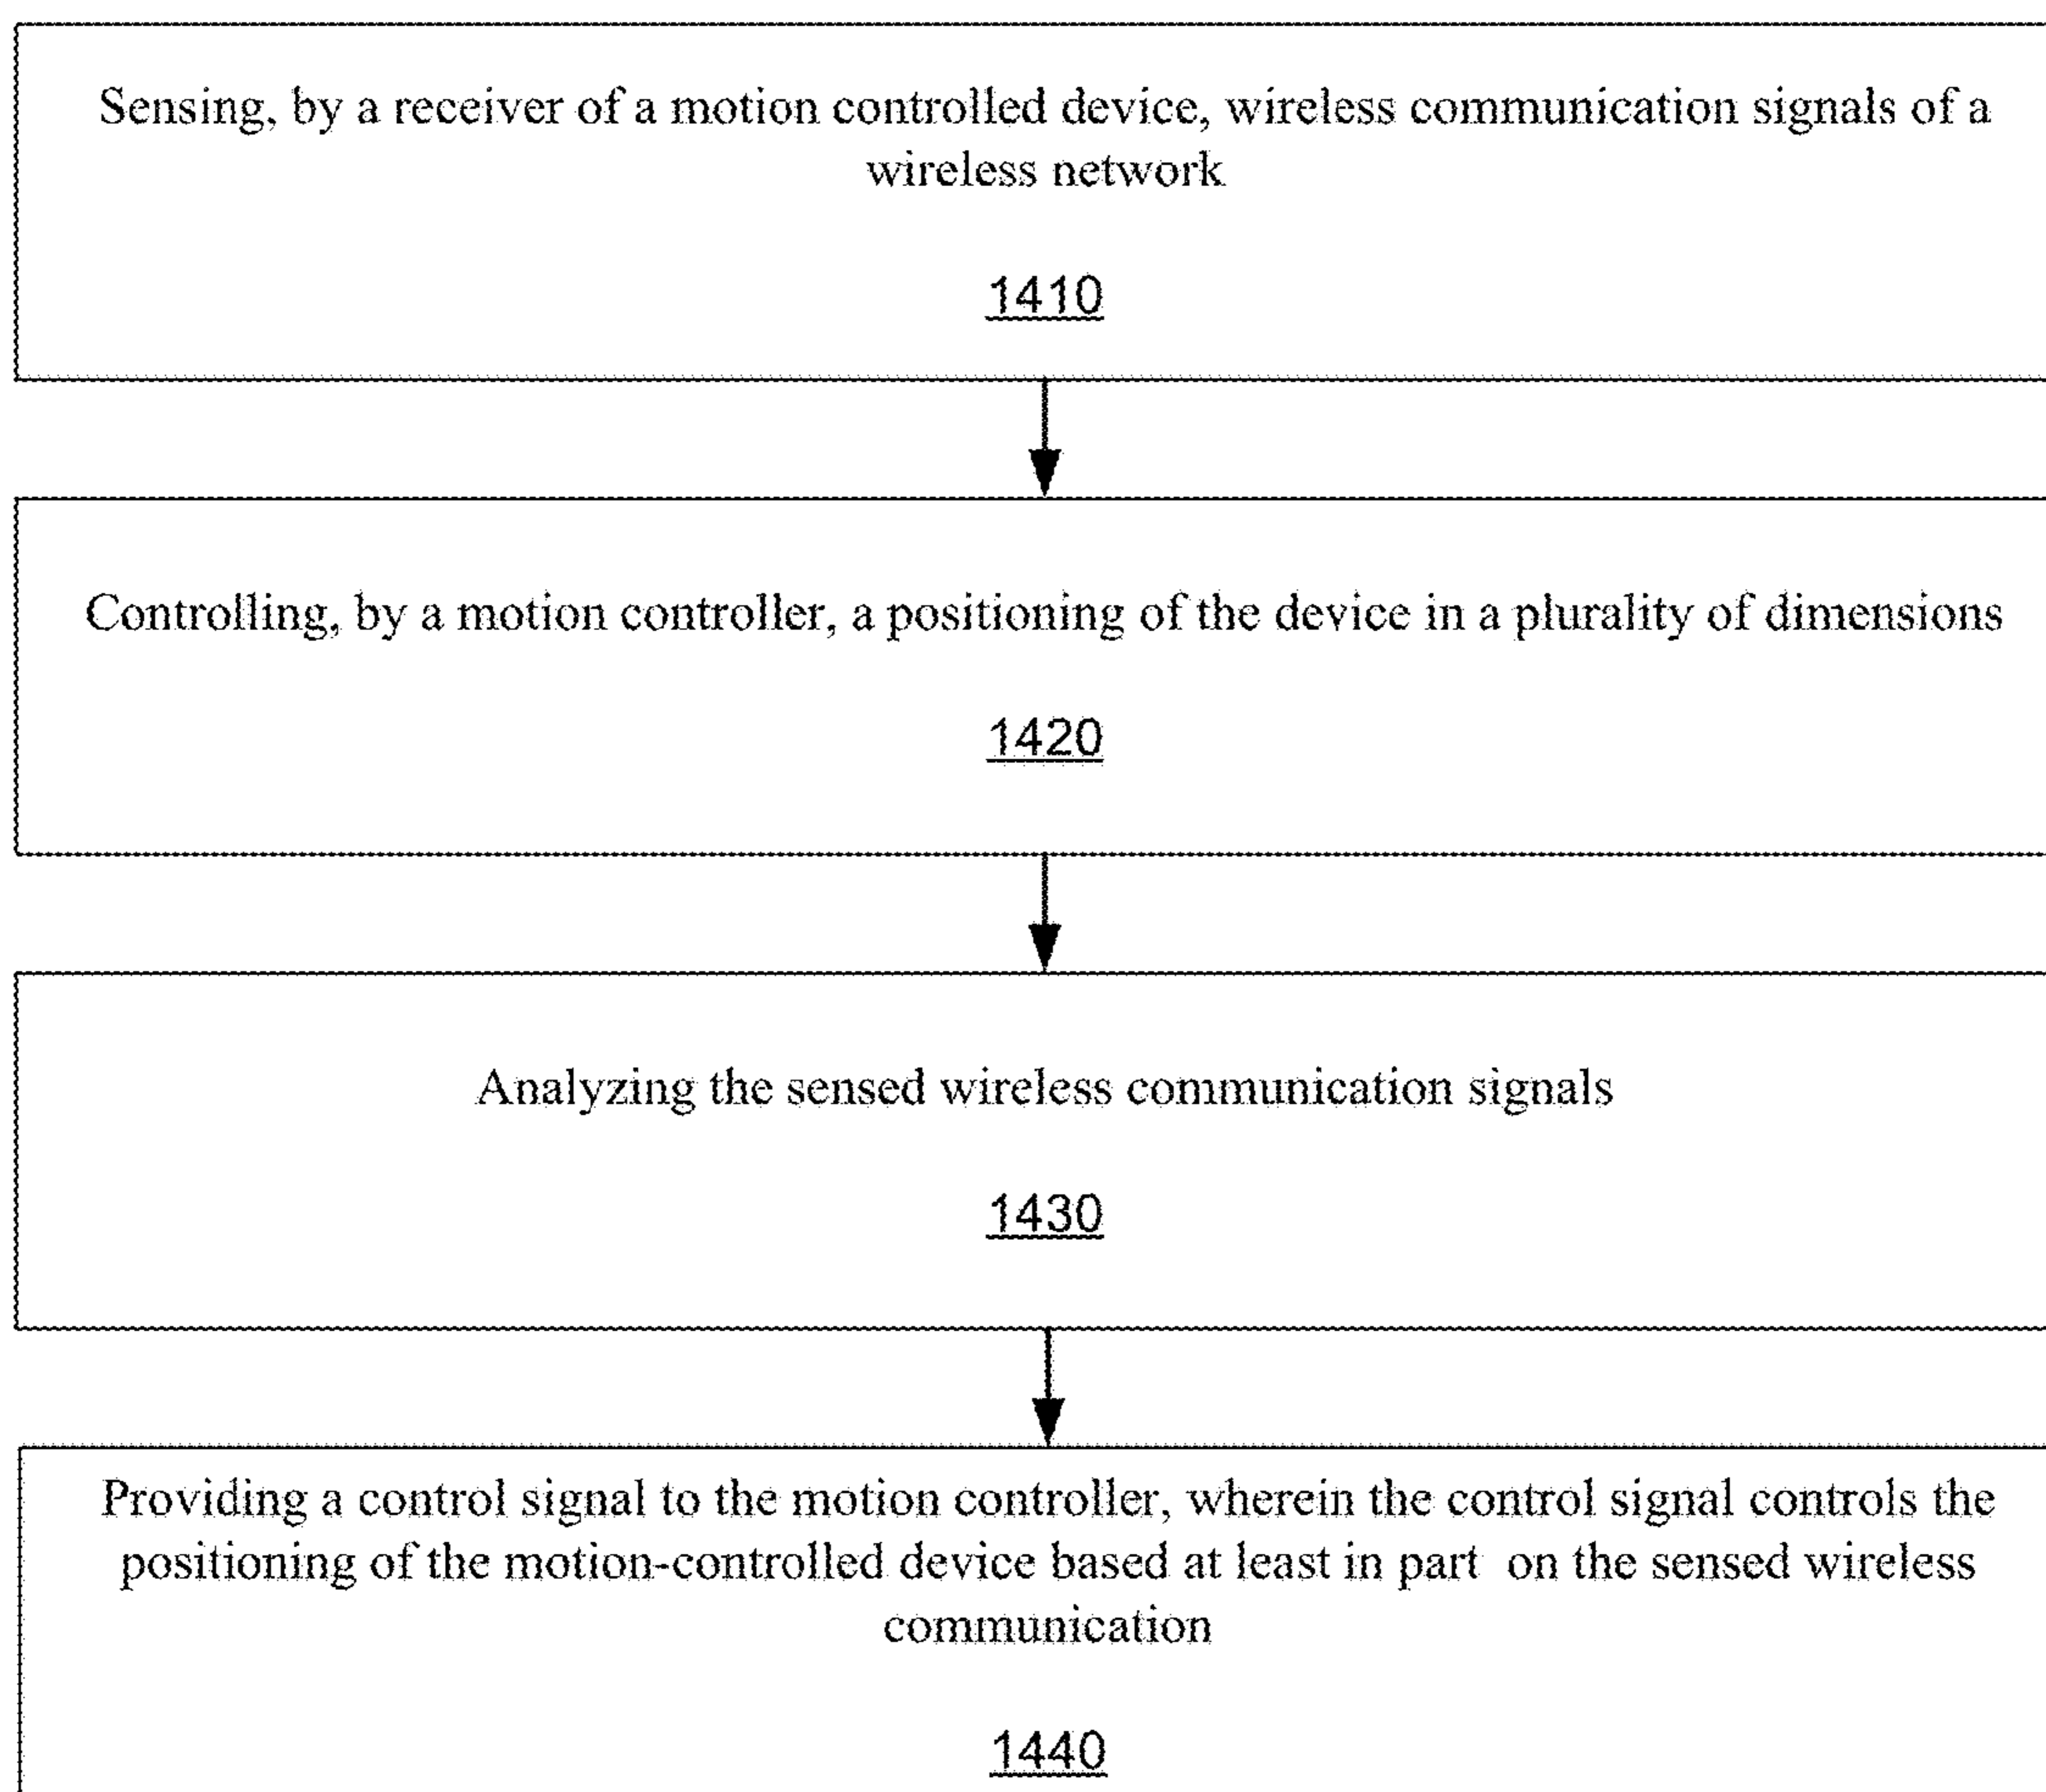 Sensing, by a receiver of a motion controlled device, wireless communication signals of a
wireless network
1410
Controlling, by a motion controller, a positioning of the device in a plurality of dimensions
1420
Analyzing the sensed wireless communication signals
1430
Providing a control signal to the motion controller, wherein the control signal controls the
positioning of the motion-controlled device based at least in part on the sensed wireless
communication
1440